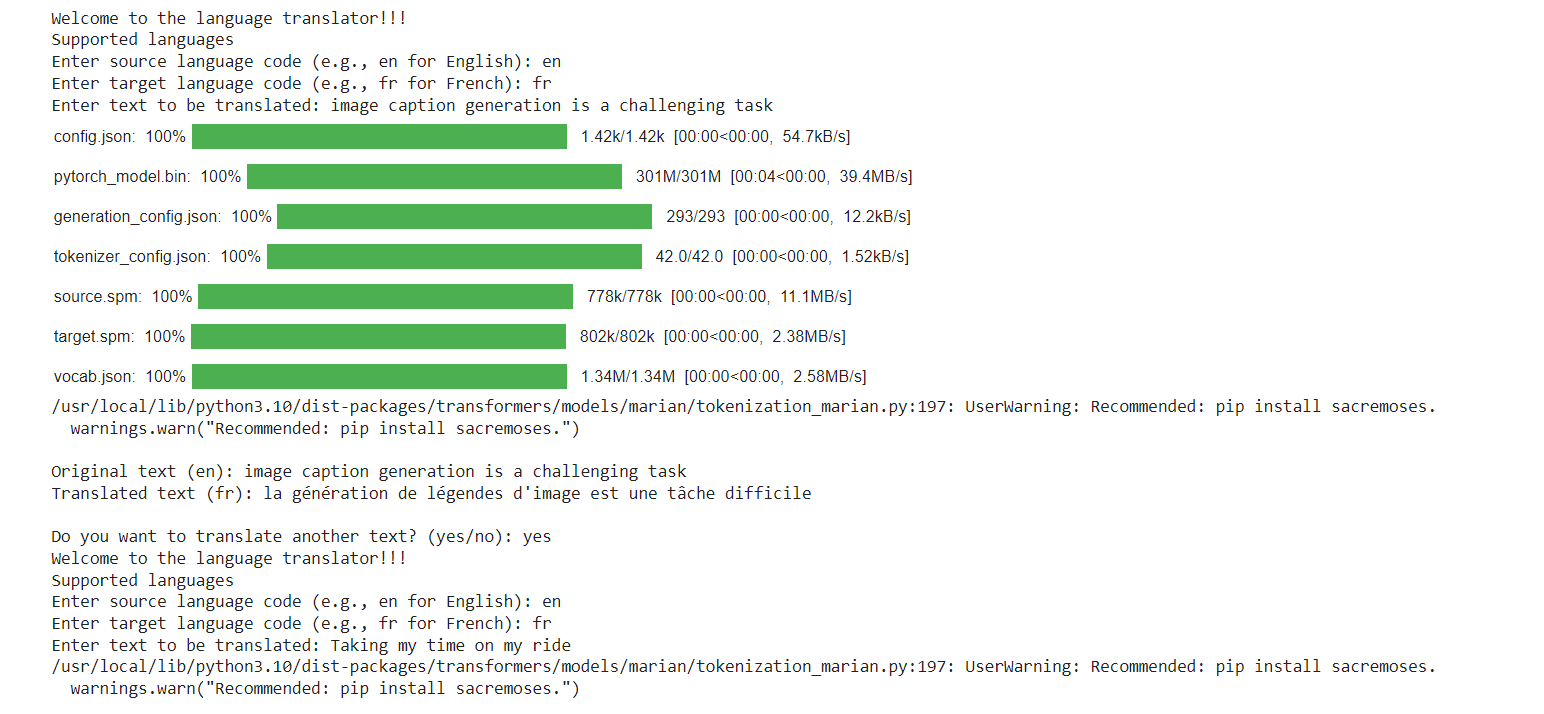 Welcome to the language translator!!!
Supported languages
Enter source language code (e.g., en for English): en
Enter target language code (e.g., fr for French): fr
Enter text to be translated: image caption generation is a challenging task
config.json: 100% 1.42k/1.42k [00:00<00:00, 54.7kB/s]
pytorch_model.bin: 100% 301M/301M [00:04<00:00, 39.4MB/s]
generation_config.json: 100% 293/293 [00:00<00:00, 12.2kB/s]
tokenizer_config.json: 100% 42.0/42.0 [00:00<00:00, 1.52kB/s]
source.spm: 100% 778k/778k [00:00<00:00, 11.1MB/s]
target.spm: 100% 802k/802k [00:00<00:00, 2.38MB/s]
vocab.json: 100% 1.34M/1.34M [00:00<00:00, 2.58MB/s]
/usr/local/lib/python3.10/dist-packages/transformers/models/marian/tokenization_marian.py:197: UserWarning: Recommended: pip install sacremoses.
warnings.warn("Recommended: pip install sacremoses.")
Original text (en): image caption generation is a challenging task
Translated text (fr): la génération de légendes d'image est une tâche difficile
Do you want to translate another text? (yes/no): yes
Welcome to the language translator!!!
Supported languages
Enter source language code (e.g., en for English): en
Enter target language code (e.g., fr for French): fr
Enter text to be translated: Taking my time on my ride
/usr/local/lib/python3.10/dist-packages/transformers/models/marian/tokenization_marian.py:197: UserWarning: Recommended: pip install sacremoses.
warnings.warn("Recommended: pip install sacremoses.")